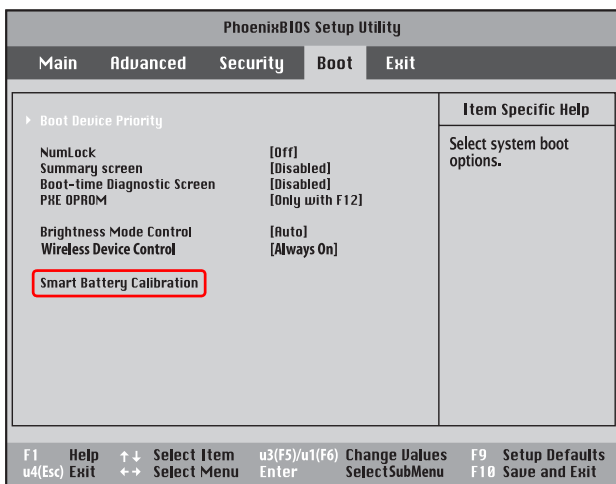 PhoenixBIOS Setup Utility
Main Advanced Security Boot Exit
Item Specific Help
Boot Device Priority
Select system boot
options.
NumLock [Off]
Summary screen [Disabled]
Boot-time Diagnostic Screen [Disabled]
PXE OPROM [Only with F12]
Brightness Mode Control [Auto]
Wireless Device Control [Always On]
Smart Battery Calibration
F1 Help ↑↓ Select Item u3(F5)/u1(F6) Change Values F9 Setup Defaults
u4(Esc) Exit ←→ Select Menu Enter SelectSubMenu F10 Save and Exit